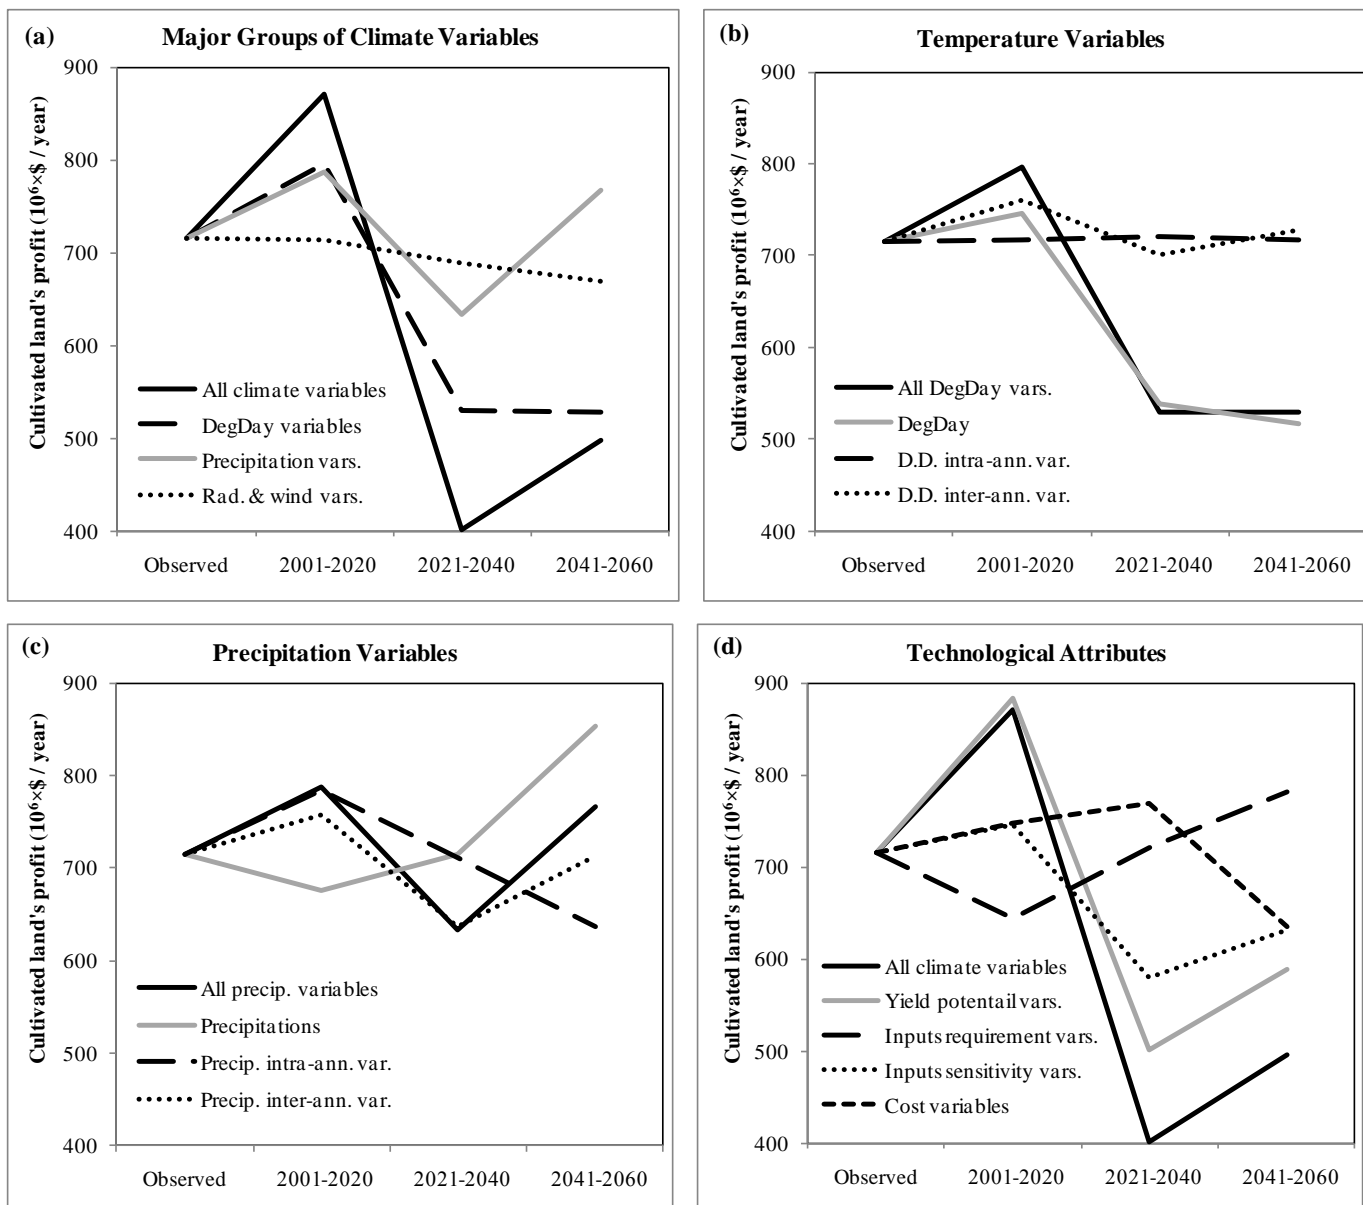 (a)
Major Groups of Climate Variables
Cultivated land's profit (10⁶×$ / year)
900
800
700
600
500
400
All climate variables
DegDay variables
Precipitation vars.
Rad. & wind vars.
Observed 2001-2020 2021-2040 2041-2060
(b)
Temperature Variables
Cultivated land's profit (10⁶×$ / year)
900
800
700
600
500
400
All DegDay vars.
DegDay
D.D. intra-ann. var.
D.D. inter-ann. var.
Observed 2001-2020 2021-2040 2041-2060
(c)
Precipitation Variables
Cultivated land's profit (10⁶×$ / year)
900
800
700
600
500
400
All precip. variables
Precipitations
Precip. intra-ann. var.
Precip. inter-ann. var.
Observed 2001-2020 2021-2040 2041-2060
(d)
Technological Attributes
Cultivated land's profit (10⁶×$ / year)
900
800
700
600
500
400
All climate variables
Yield potentail vars.
Inputs requirement vars.
Inputs sensitivity vars.
Cost variables
Observed 2001-2020 2021-2040 2041-2060